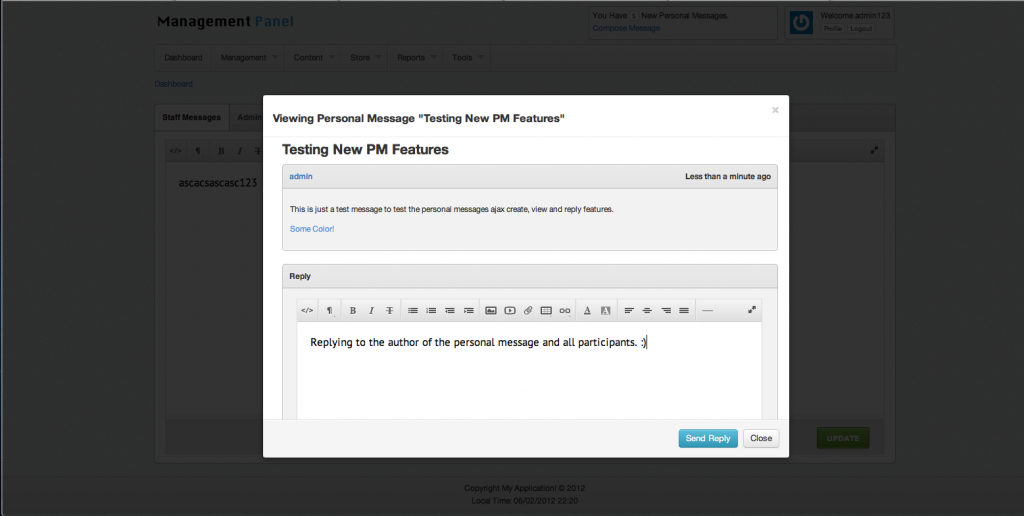 Management Panel
You Have 3 New Personal Messages.
Compose Message
Welcome admin123
Profile Logout
Dashboard Management Content Store Reports Tools
Dashboard
Staff Messages Admin
ascacsascasc123
Viewing Personal Message "Testing New PM Features" ×
Testing New PM Features
admin Less than a minute ago
This is just a test message to test the personal messages ajax create, view and reply features.
Some Color!
Reply
Replying to the author of the personal message and all participants. :)
Send Reply Close
UPDATE
Copyright My Application! © 2012
Local Time: 06/02/2012 22:20